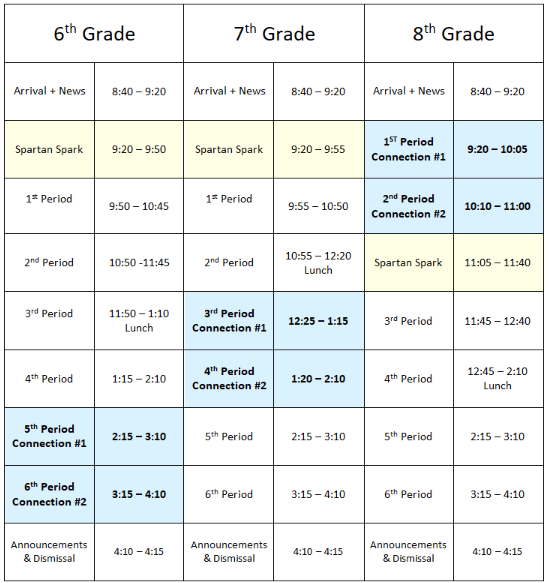 6th Grade 7th Grade 8th Grade
Arrival + News 8:40 – 9:20 Arrival + News 8:40 – 9:20 Arrival + News 8:40 – 9:20
Spartan Spark 9:20 – 9:50 Spartan Spark 9:20 – 9:55 1ST Period
Connection #1 9:20 – 10:05
1st Period 9:50 – 10:45 1st Period 9:55 – 10:50 2nd Period
Connection #2 10:10 – 11:00
2nd Period 10:50 -11:45 2nd Period 10:55 – 12:20
Lunch Spartan Spark 11:05 – 11:40
3rd Period 11:50 – 1:10
Lunch 3rd Period
Connection #1 12:25 – 1:15 3rd Period 11:45 – 12:40
4th Period 1:15 – 2:10 4th Period
Connection #2 1:20 – 2:10 4th Period 12:45 – 2:10
Lunch
5th Period
Connection #1 2:15 – 3:10 5th Period 2:15 – 3:10 5th Period 2:15 – 3:10
6th Period
Connection #2 3:15 – 4:10 6th Period 3:15 – 4:10 6th Period 3:15 – 4:10
Announcements
& Dismissal 4:10 – 4:15 Announcements
& Dismissal 4:10 – 4:15 Announcements
& Dismissal 4:10 – 4:15